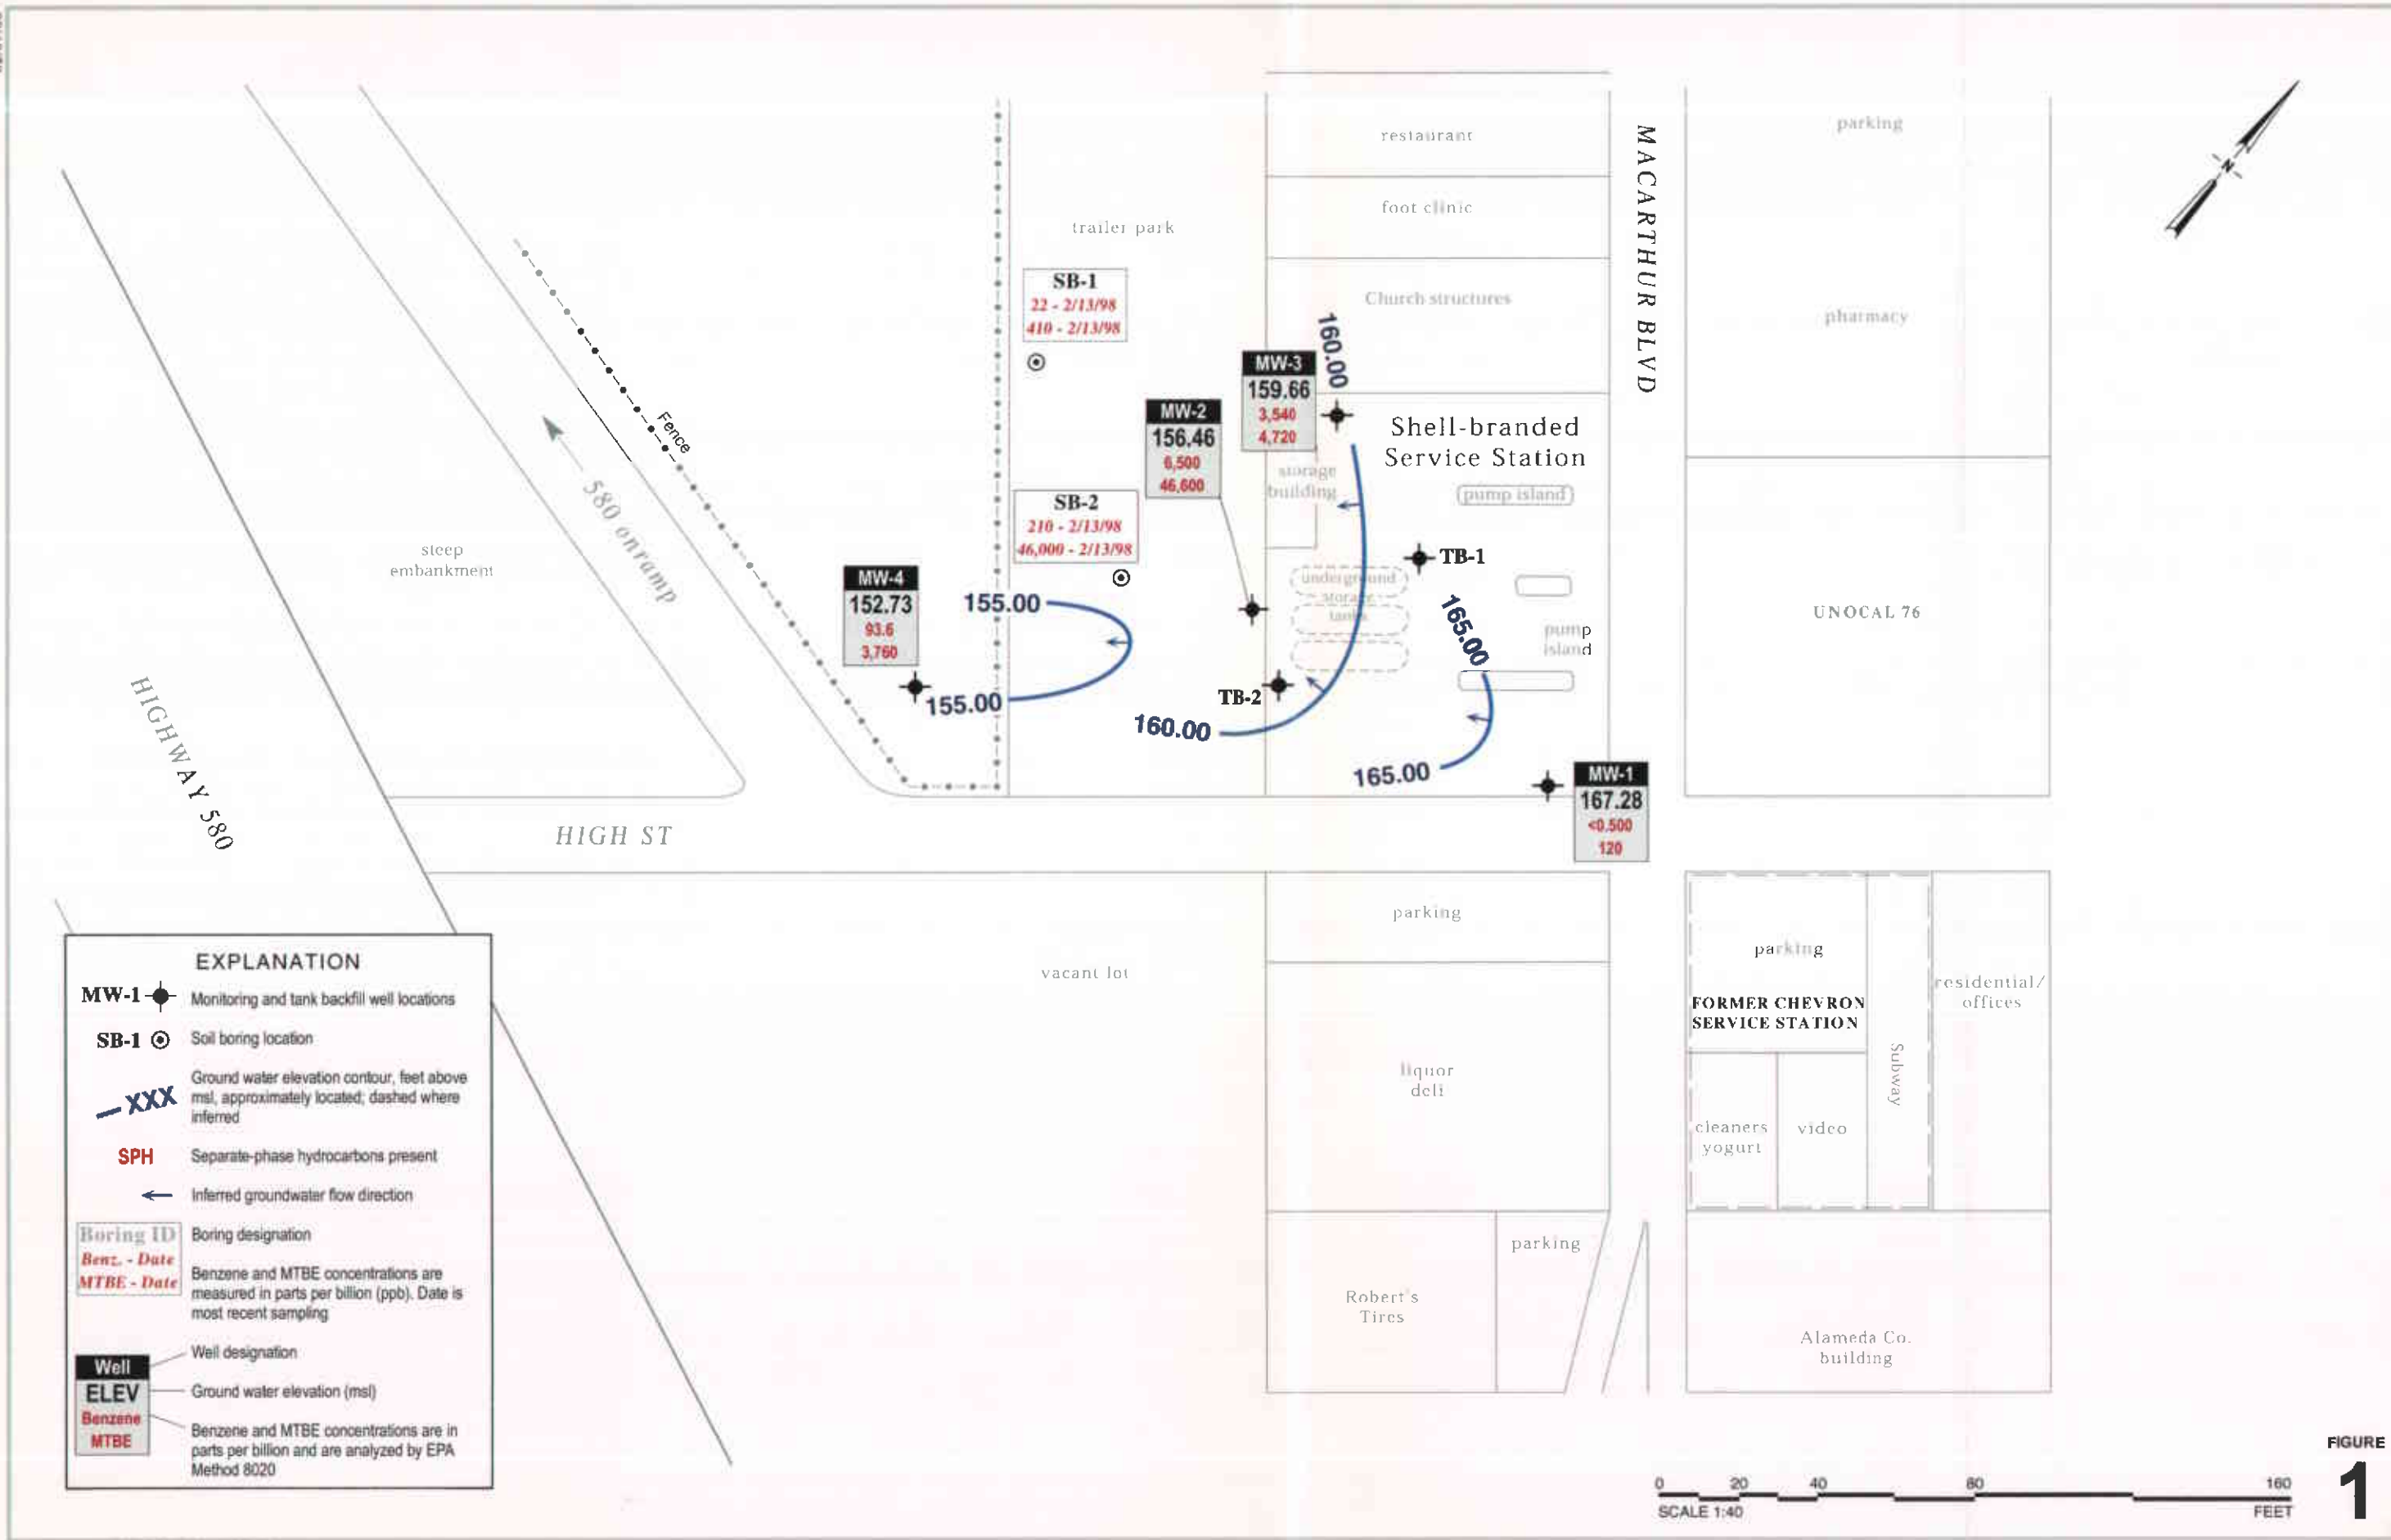 restaurant
foot clinic
Church structures
trailer park
MACARTHUR BLVD
parking
pharmacy
UNOCAL 76
N
SB-1
22 - 2/13/98
410 - 2/13/98
160.00
MW-3
159.66
3,540
4,720
MW-2
156.46
6,500
46,600
Shell-branded
Service Station
storage
building
pump island
SB-2
210 - 2/13/98
46,000 - 2/13/98
TB-1
underground
storage
tanks
165.00
pump
island
Fence
580 onramp
steep
embankment
MW-4
152.73
93.6
3,760
155.00
155.00
TB-2
160.00
165.00
MW-1
167.28
<0.500
120
HIGHWAY 580
HIGH ST
parking
vacant lot
liquor
deli
parking
Robert's
Tires
parking
FORMER CHEVRON
SERVICE STATION
residential/
offices
Subway
cleaners
yogurt
video
Alameda Co.
building
EXPLANATION
MW-1 Monitoring and tank backfill well locations
SB-1 Soil boring location
XXX Ground water elevation contour, feet above
msl, approximately located; dashed where
inferred
SPH Separate-phase hydrocarbons present
Inferred groundwater flow direction
Boring ID Boring designation
Benz. - Date
MTBE - Date
Benzene and MTBE concentrations are
measured in parts per billion (ppb). Date is
most recent sampling
Well Well designation
ELEV Ground water elevation (msl)
Benzene
MTBE
Benzene and MTBE concentrations are in
parts per billion and are analyzed by EPA
Method 8020
0 20 40 80 160
SCALE 1:40 FEET
FIGURE
1